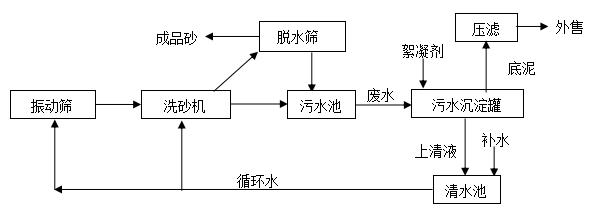 压滤
外售
成品砂
脱水筛
絮凝剂
底泥
振动筛
洗砂机
污水池
废水
污水沉淀罐
上清液
补水
循环水
清水池